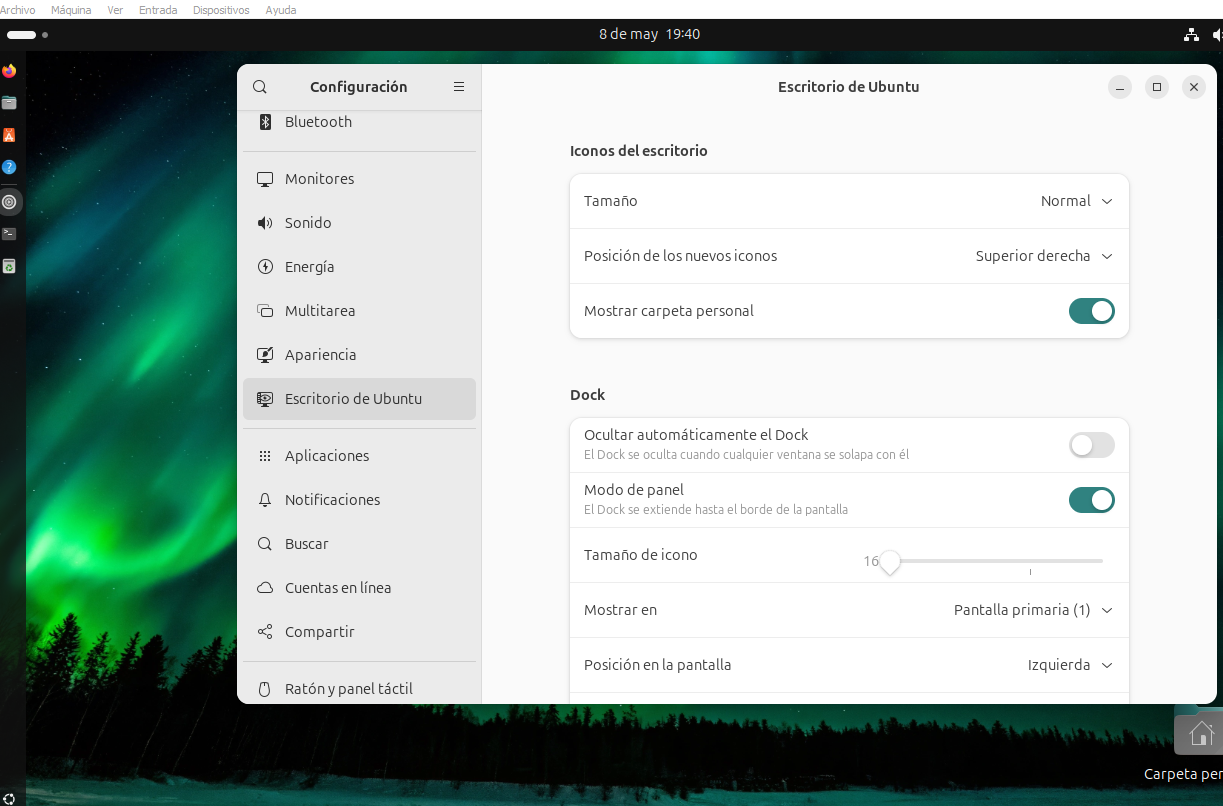 Archivo Máquina Ver Entrada Dispositivos Ayuda
8 de may 19:40
Configuración
Escritorio de Ubuntu
Bluetooth
Monitores
Sonido
Energía
Multitarea
Apariencia
Escritorio de Ubuntu
Aplicaciones
Notificaciones
Buscar
Cuentas en línea
Compartir
Ratón y panel táctil
Iconos del escritorio
Tamaño Normal
Posición de los nuevos iconos Superior derecha
Mostrar carpeta personal
Dock
Ocultar automáticamente el Dock
El Dock se oculta cuando cualquier ventana se solapa con él
Modo de panel
El Dock se extiende hasta el borde de la pantalla
Tamaño de icono 16
Mostrar en Pantalla primaria (1)
Posición en la pantalla Izquierda
Carpeta per